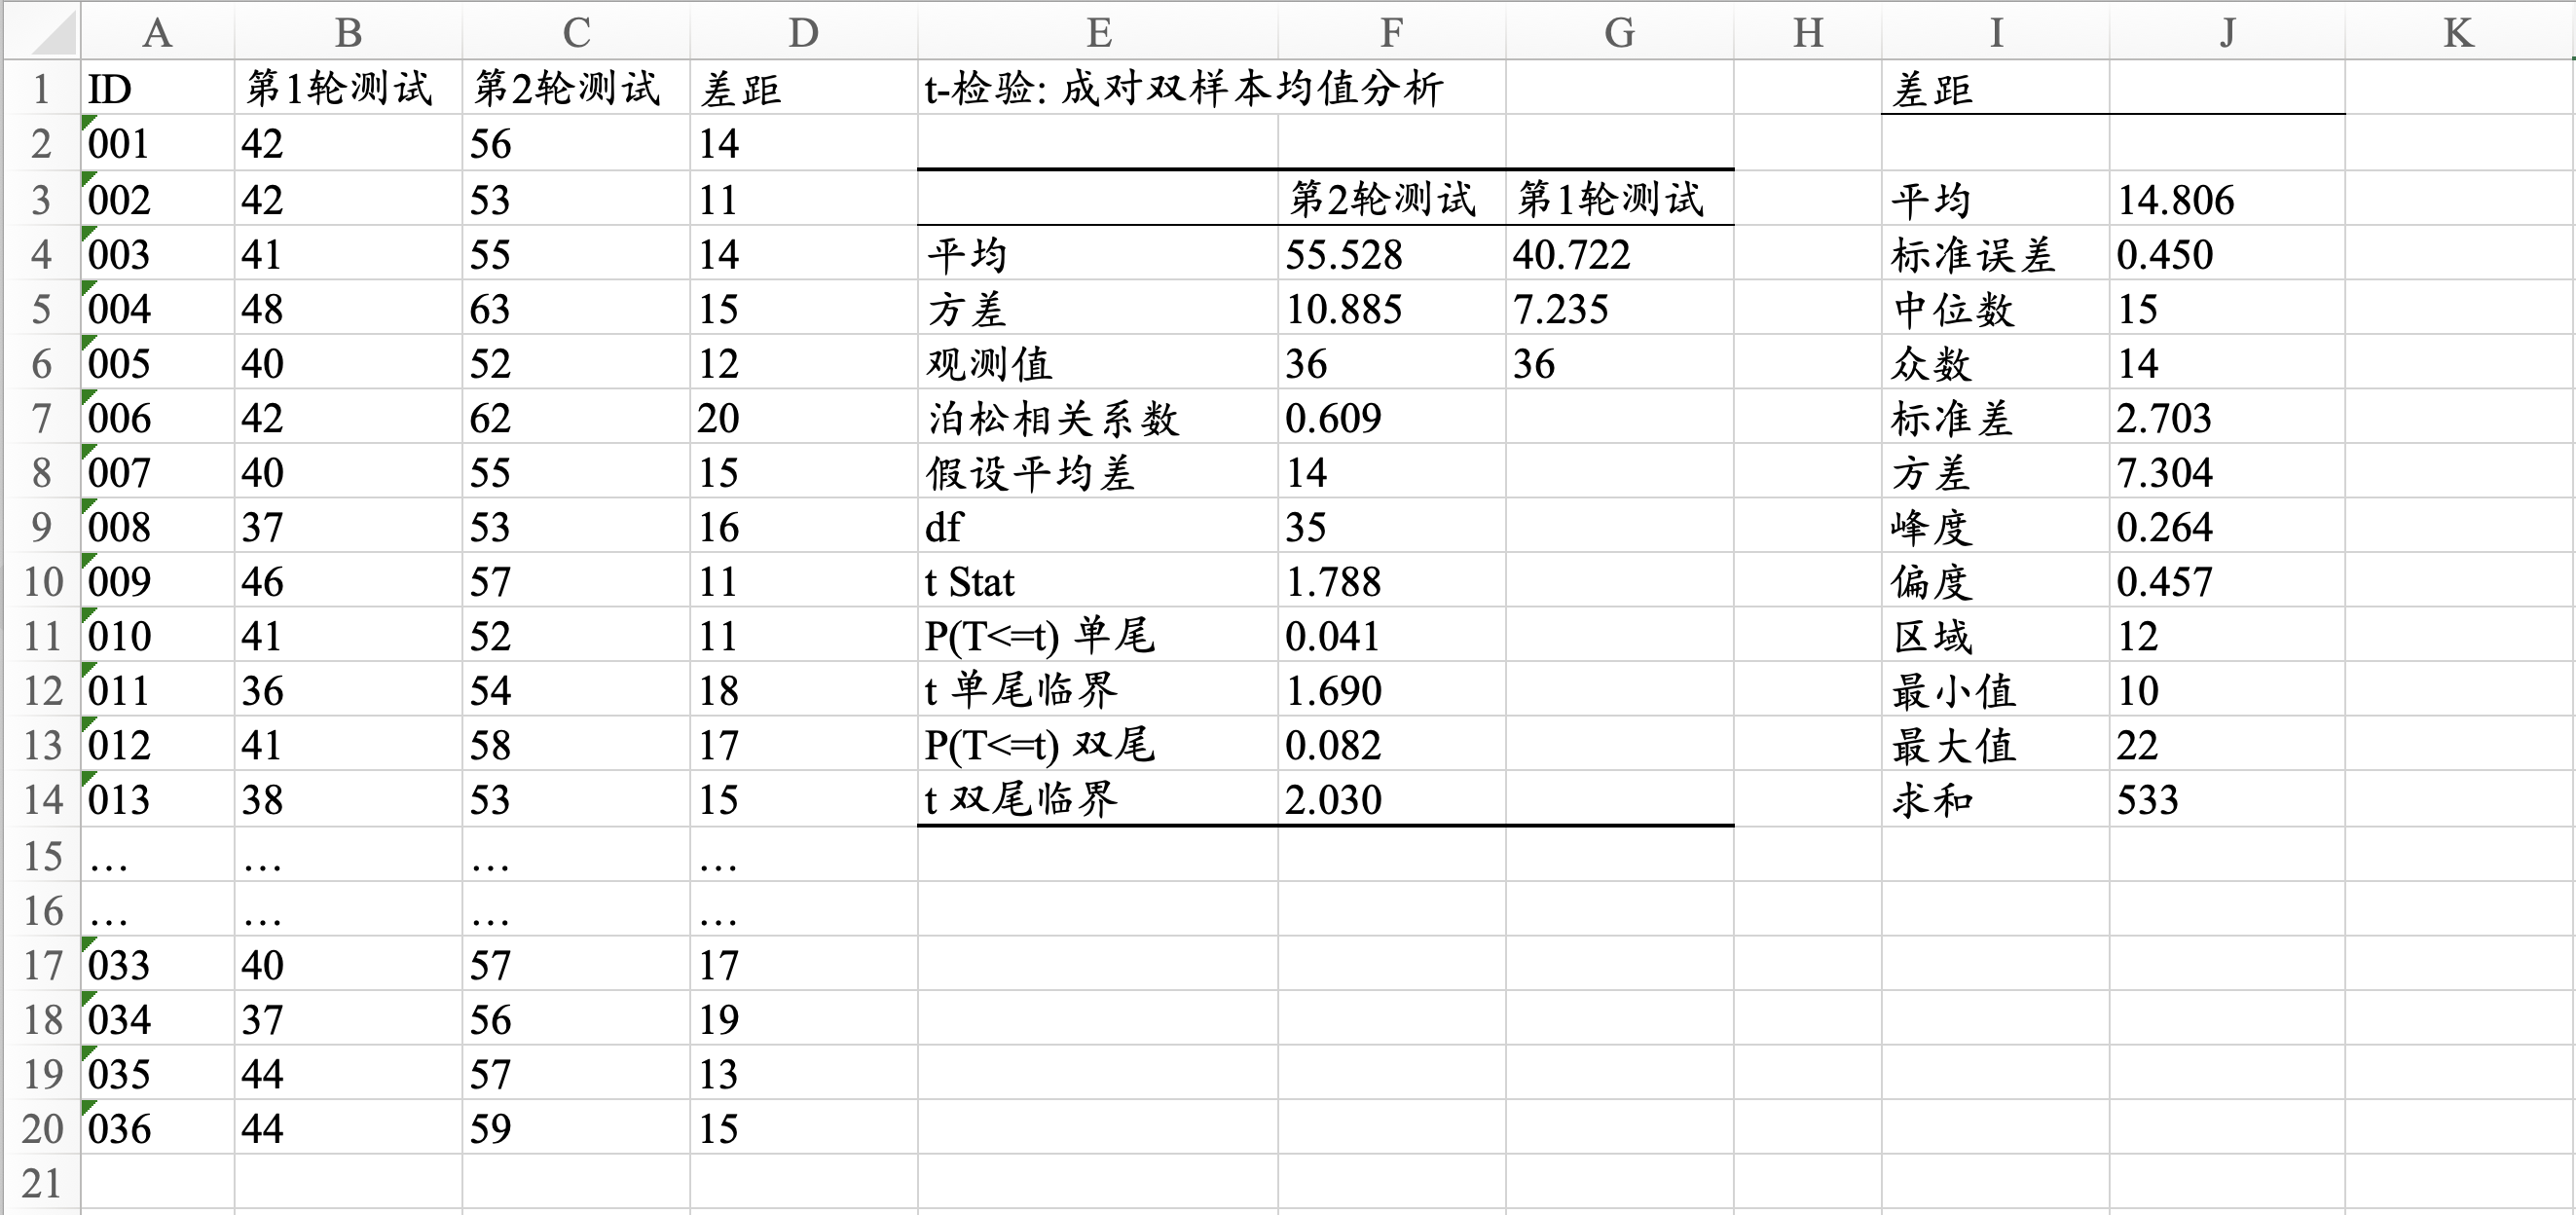 A B C D E F G H I J K
1 ID 第1轮测试 第2轮测试 差距 t-检验: 成对双样本均值分析 差距
2 001 42 56 14
3 002 42 53 11 第2轮测试 第1轮测试 平均 14.806
4 003 41 55 14 平均 55.528 40.722 标准误差 0.450
5 004 48 63 15 方差 10.885 7.235 中位数 15
6 005 40 52 12 观测值 36 36 众数 14
7 006 42 62 20 泊松相关系数 0.609 标准差 2.703
8 007 40 55 15 假设平均差 14 方差 7.304
9 008 37 53 16 df 35 峰度 0.264
10 009 46 57 11 t Stat 1.788 偏度 0.457
11 010 41 52 11 P(T<=t) 单尾 0.041 区域 12
12 011 36 54 18 t 单尾临界 1.690 最小值 10
13 012 41 58 17 P(T<=t) 双尾 0.082 最大值 22
14 013 38 53 15 t 双尾临界 2.030 求和 533
15 … … … …
16 … … … …
17 033 40 57 17
18 034 37 56 19
19 035 44 57 13
20 036 44 59 15
21